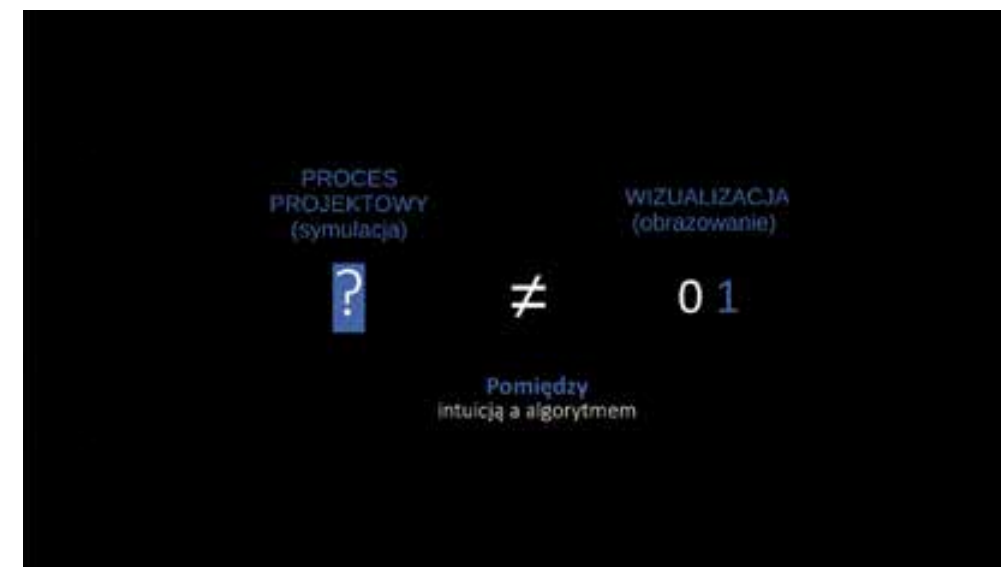 PROCES
PROJEKTOWY
(symulacja)
WIZUALIZACJA
(obrazowanie)
? ≠ 0 1
Pomiędzy
intuicją a algorytmem